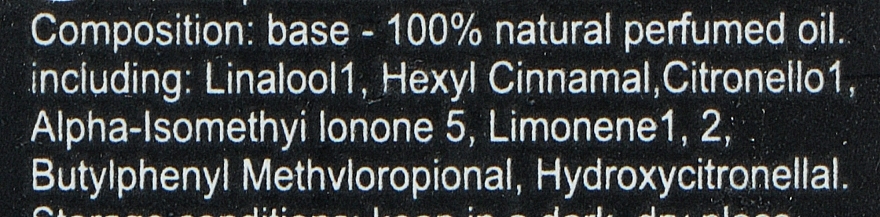 Composition: base - 100% natural perfumed oil.
including: Linalool1, Hexyl Cinnamal,Citronello1,
Alpha-Isomethyi Ionone 5, Limonene1, 2,
Butylphenyl Methvloropional, Hydroxycitronellal.